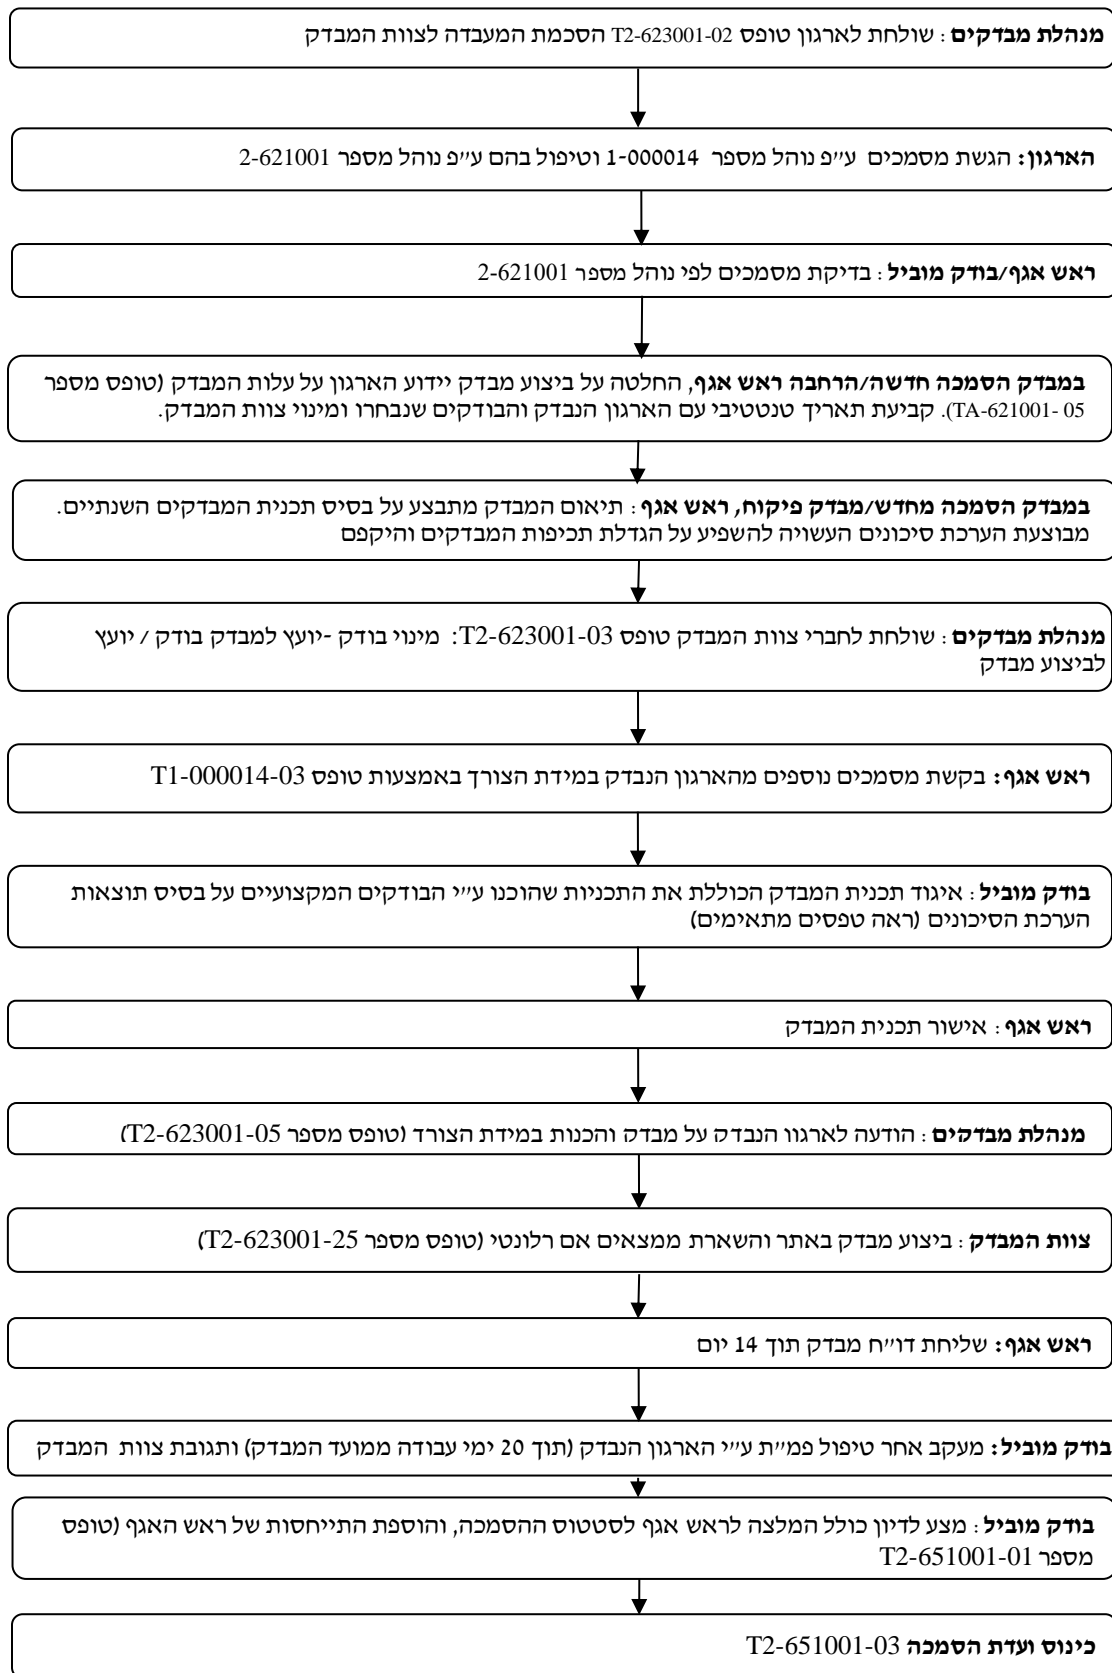 מנהלת מבדקים : שולחת לארגון טופס T2-623001-02 הסכמת המעבדה לצוות המבדק
הארגון: הגשת מסמכים ע״פ נוהל מספר 1-000014 וטיפול בהם ע״פ נוהל מספר 2-621001
ראש אגף/בודק מוביל : בדיקת מסמכים לפי נוהל מספר 2-621001
במבדק הסמכה חדשה/הרחבה ראש אגף, החלטה על ביצוע מבדק יידוע הארגון על עלות המבדק (טופס מספר
TA-621001- 05). קביעת תאריך טנטטיבי עם הארגון הנבדק והבודקים שנבחרו ומינוי צוות המבדק.
במבדק הסמכה מחדש/מבדק פיקוח, ראש אגף : תיאום המבדק מתבצע על בסיס תכנית המבדקים השנתיים.
מבוצעת הערכת סיכונים העשויה להשפיע על הגדלת תכיפות המבדקים והיקפם
מנהלת מבדקים : שולחת לחברי צוות המבדק טופס T2-623001-03: מינוי בודק -יועץ למבדק בודק / יועץ
לביצוע מבדק
ראש אגף: בקשת מסמכים נוספים מהארגון הנבדק במידת הצורך באמצעות טופס T1-000014-03
בודק מוביל : איגוד תכנית המבדק הכוללת את התכניות שהוכנו ע״י הבודקים המקצועיים על בסיס תוצאות
הערכת הסיכונים (ראה טפסים מתאימים)
ראש אגף : אישור תכנית המבדק
מנהלת מבדקים : הודעה לארגון הנבדק על מבדק והכנות במידת הצורך (טופס מספר T2-623001-05)
צוות המבדק : ביצוע מבדק באתר והשארת ממצאים אם רלונטי (טופס מספר T2-623001-25)
ראש אגף: שליחת דו״ח מבדק תוך 14 יום
בודק מוביל: מעקב אחר טיפול פמ״ת ע״י הארגון הנבדק (תוך 20 ימי עבודה ממועד המבדק) ותגובת צוות המבדק
בודק מוביל : מצע לדיון כולל המלצה לראש אגף לסטטוס ההסמכה, והוספת התייחסות של ראש האגף (טופס
מספר T2-651001-01
כינוס ועדת הסמכה T2-651001-03